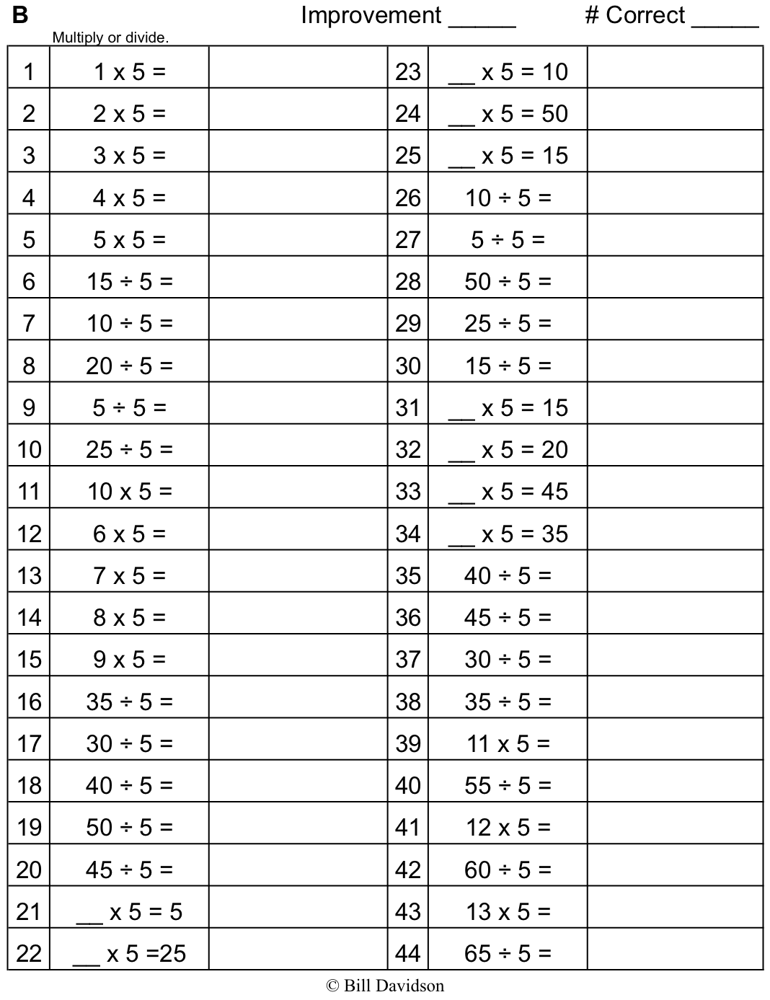 B Improvement _____ # Correct _____
Multiply or divide.
1 1 x 5 = 23 __ x 5 = 10
2 2 x 5 = 24 __ x 5 = 50
3 3 x 5 = 25 __ x 5 = 15
4 4 x 5 = 26 10 ÷ 5 =
5 5 x 5 = 27 5 ÷ 5 =
6 15 ÷ 5 = 28 50 ÷ 5 =
7 10 ÷ 5 = 29 25 ÷ 5 =
8 20 ÷ 5 = 30 15 ÷ 5 =
9 5 ÷ 5 = 31 __ x 5 = 15
10 25 ÷ 5 = 32 __ x 5 = 20
11 10 x 5 = 33 __ x 5 = 45
12 6 x 5 = 34 __ x 5 = 35
13 7 x 5 = 35 40 ÷ 5 =
14 8 x 5 = 36 45 ÷ 5 =
15 9 x 5 = 37 30 ÷ 5 =
16 35 ÷ 5 = 38 35 ÷ 5 =
17 30 ÷ 5 = 39 11 x 5 =
18 40 ÷ 5 = 40 55 ÷ 5 =
19 50 ÷ 5 = 41 12 x 5 =
20 45 ÷ 5 = 42 60 ÷ 5 =
21 __ x 5 = 5 43 13 x 5 =
22 __ x 5 =25 44 65 ÷ 5 =
© Bill Davidson